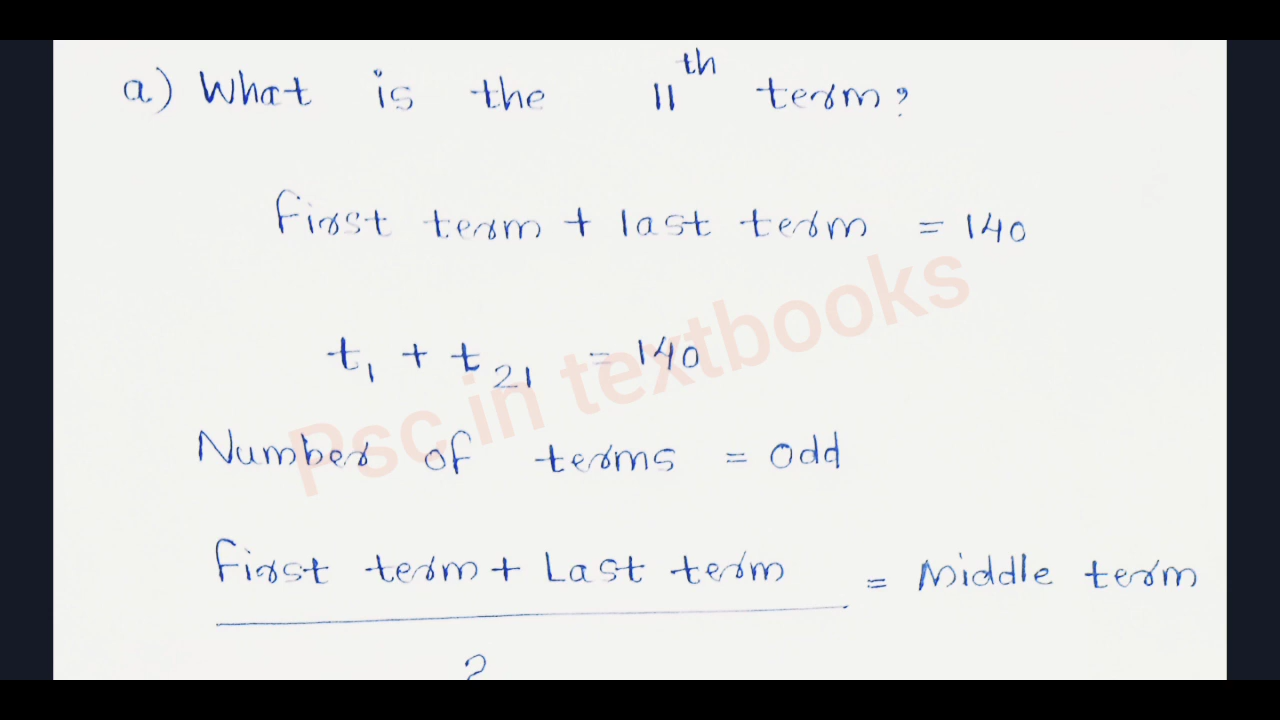 a) What is the 11th term?
First term + last term = 140
t1 + t21 = 140
Number of terms = odd
First term + Last term = Middle term
2
Psc.in textbooks